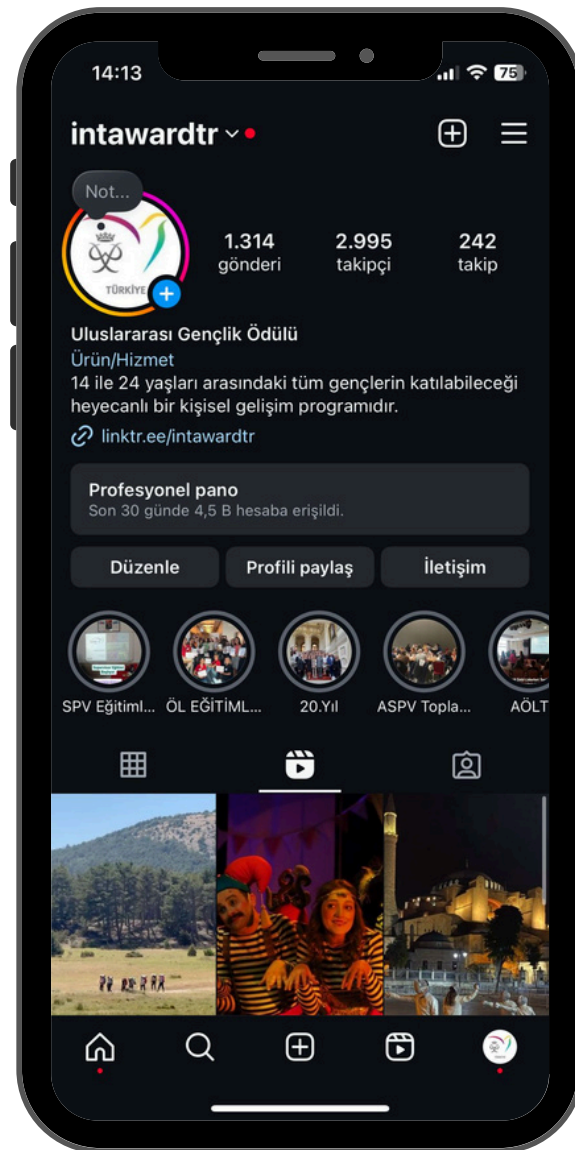 14:13
75
intawardtr
Not...
TÜRKİYE
1.314
gönderi
2.995
takipçi
242
takip
Uluslararası Gençlik Ödülü
Ürün/Hizmet
14 ile 24 yaşları arasındaki tüm gençlerin katılabileceği
heyecanlı bir kişisel gelişim programıdır.
linktr.ee/intawardtr
Profesyonel pano
Son 30 günde 4,5 B hesaba erişildi.
Düzenle
Profili paylaş
İletişim
SPV Eğitiml...
ÖL EĞİTİML...
20.Yıl
ASPV Topla...
AÖLT